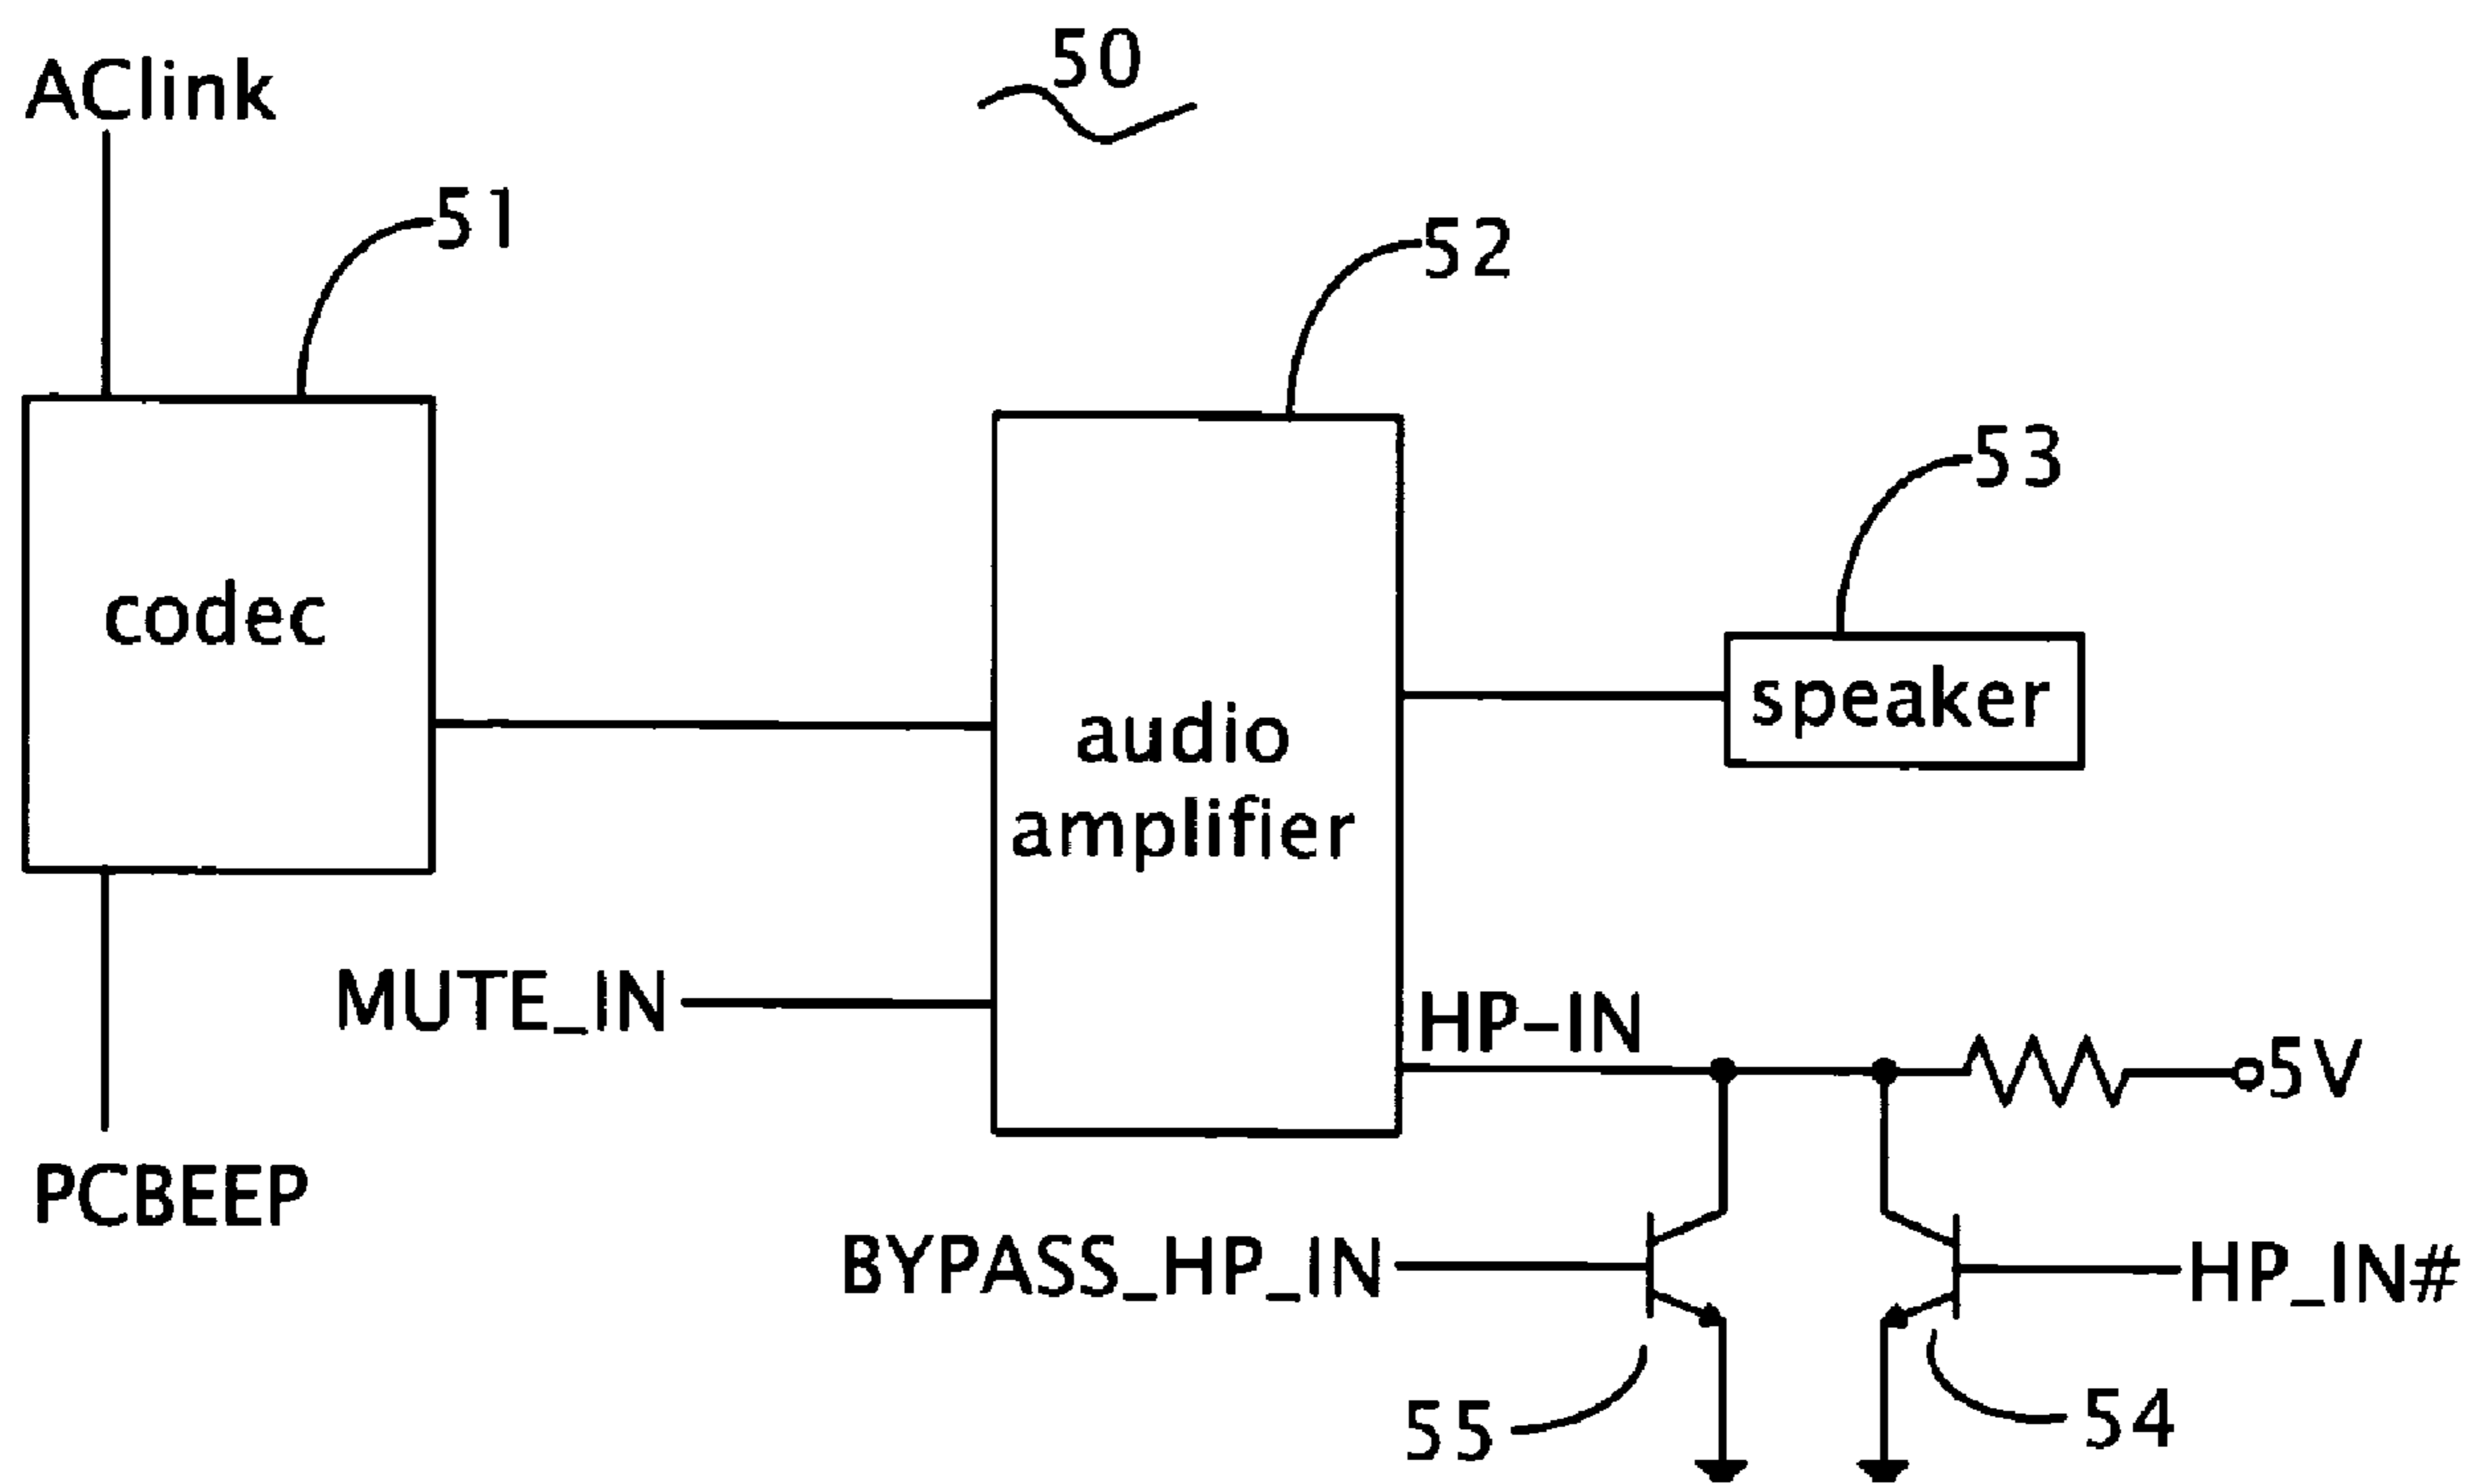 50
AClink
51
52
53
codec
speaker
audio
amplifier
MUTE_IN
HP-IN
5V
PCBEEP
BYPASS_HP_IN
HP_IN#
55
54